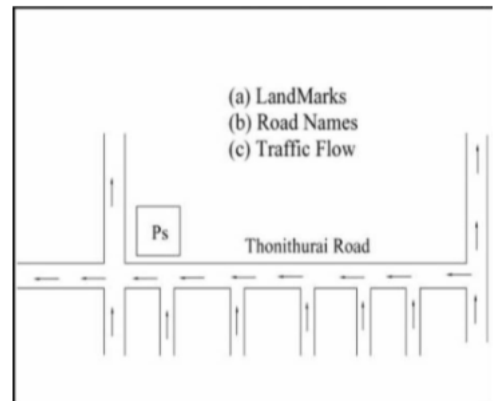 (a) LandMarks
(b) Road Names
(c) Traffic Flow
Ps
Thonithurai Road